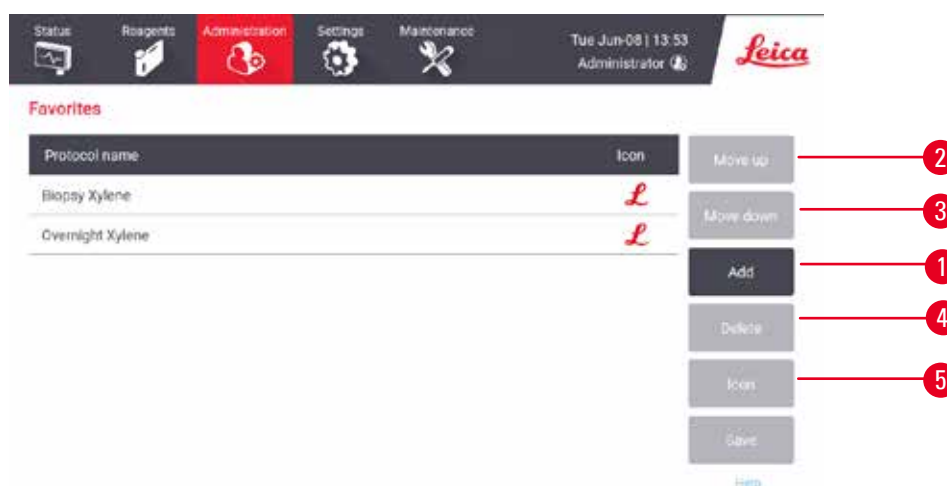 Status Reagents Administration Settings Maintenance
Tue Jun-08 | 13:53
Administrator
Leica
Favorites
Protocol name Icon
Biopsy Xylene L
Overnight Xylene L
Move up 2
Move down 3
Add 1
Delete 4
Icon 5
Save
Help